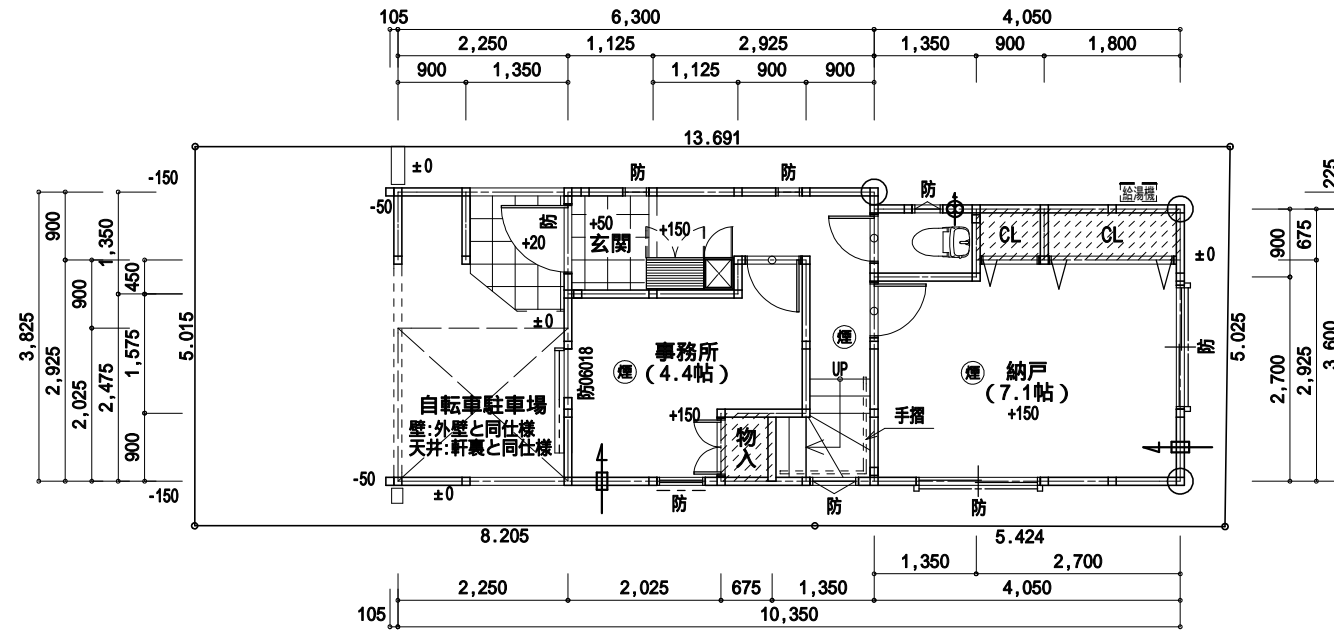 105
6,300
4,050
2,250
1,125
2,925
1,350
900
1,800
900
1,350
1,125
900
900
13.691
-150
±0
防
防
防
給湯機
225
-50
防
+20
+50
玄関
+150
CL
CL
±0
3,825
900
2,925
900
2,025
1,350
2,475
450
1,575
900
5.015
±0
防06018
煙
事務所
(4.4帖)
+150
煙
UP
煙
納戸
(7.1帖)
+150
手摺
防
5.025
900
2,700
675
2,925
3,600
自転車駐車場
壁:外壁と同仕様
天井:軒裏と同仕様
物
入
-50
-150
±0
防
防
防
8.205
5.424
1,350
2,700
2,250
2,025
675
1,350
4,050
105
10,350